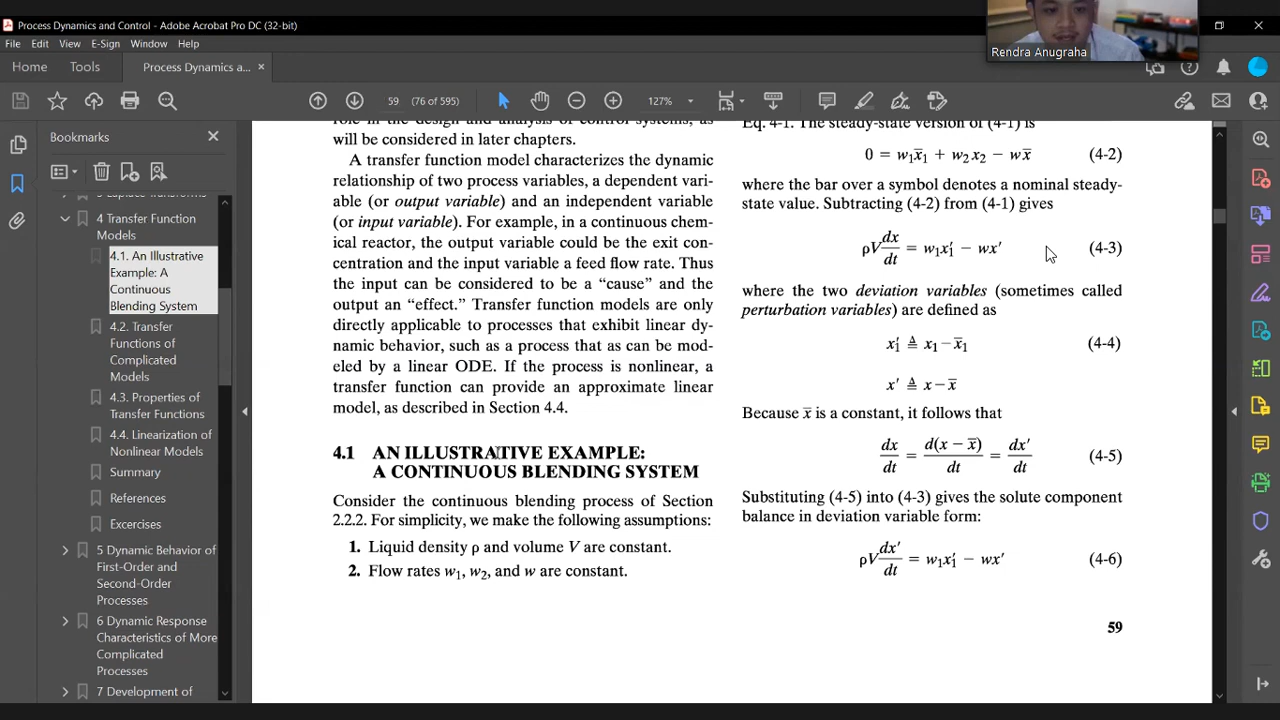 Process Dynamics and Control - Adobe Acrobat Pro DC (32-bit)
File Edit View E-Sign Window Help
Rendra Anugraha
Home Tools Process Dynamics a... ×
59 (76 of 595) 127%
Bookmarks
4 Transfer Function
Models
4.1. An Illustrative
Example: A
Continuous
Blending System
4.2. Transfer
Functions of
Complicated
Models
4.3. Properties of
Transfer Functions
4.4. Linearization of
Nonlinear Models
Summary
References
Excercises
5 Dynamic Behavior of
First-Order and
Second-Order
Processes
6 Dynamic Response
Characteristics of More
Complicated
Processes
7 Development of
role in the design and analysis of control systems, as
will be considered in later chapters.
A transfer function model characterizes the dynamic
relationship of two process variables, a dependent vari-
able (or output variable) and an independent variable
(or input variable). For example, in a continuous chem-
ical reactor, the output variable could be the exit con-
centration and the input variable a feed flow rate. Thus
the input can be considered to be a “cause” and the
output an “effect.” Transfer function models are only
directly applicable to processes that exhibit linear dy-
namic behavior, such as a process that as can be mod-
eled by a linear ODE. If the process is nonlinear, a
transfer function can provide an approximate linear
model, as described in Section 4.4.
4.1 AN ILLUSTRATIVE EXAMPLE:
A CONTINUOUS BLENDING SYSTEM
Consider the continuous blending process of Section
2.2.2. For simplicity, we make the following assumptions:
1. Liquid density ρ and volume V are constant.
2. Flow rates w₁, w₂, and w are constant.
Eq. 4-1. The steady-state version of (4-1) is
0 = w₁x̅₁ + w₂x₂ − wx̅ (4-2)
where the bar over a symbol denotes a nominal steady-
state value. Subtracting (4-2) from (4-1) gives
ρV dx/dt = w₁x₁′ − wx′ (4-3)
where the two deviation variables (sometimes called
perturbation variables) are defined as
x₁′ ≜ x₁ − x̅₁ (4-4)
x′ ≜ x − x̅
Because x̅ is a constant, it follows that
dx/dt = d(x − x̅)/dt = dx′/dt (4-5)
Substituting (4-5) into (4-3) gives the solute component
balance in deviation variable form:
ρV dx′/dt = w₁x₁′ − wx′ (4-6)
59